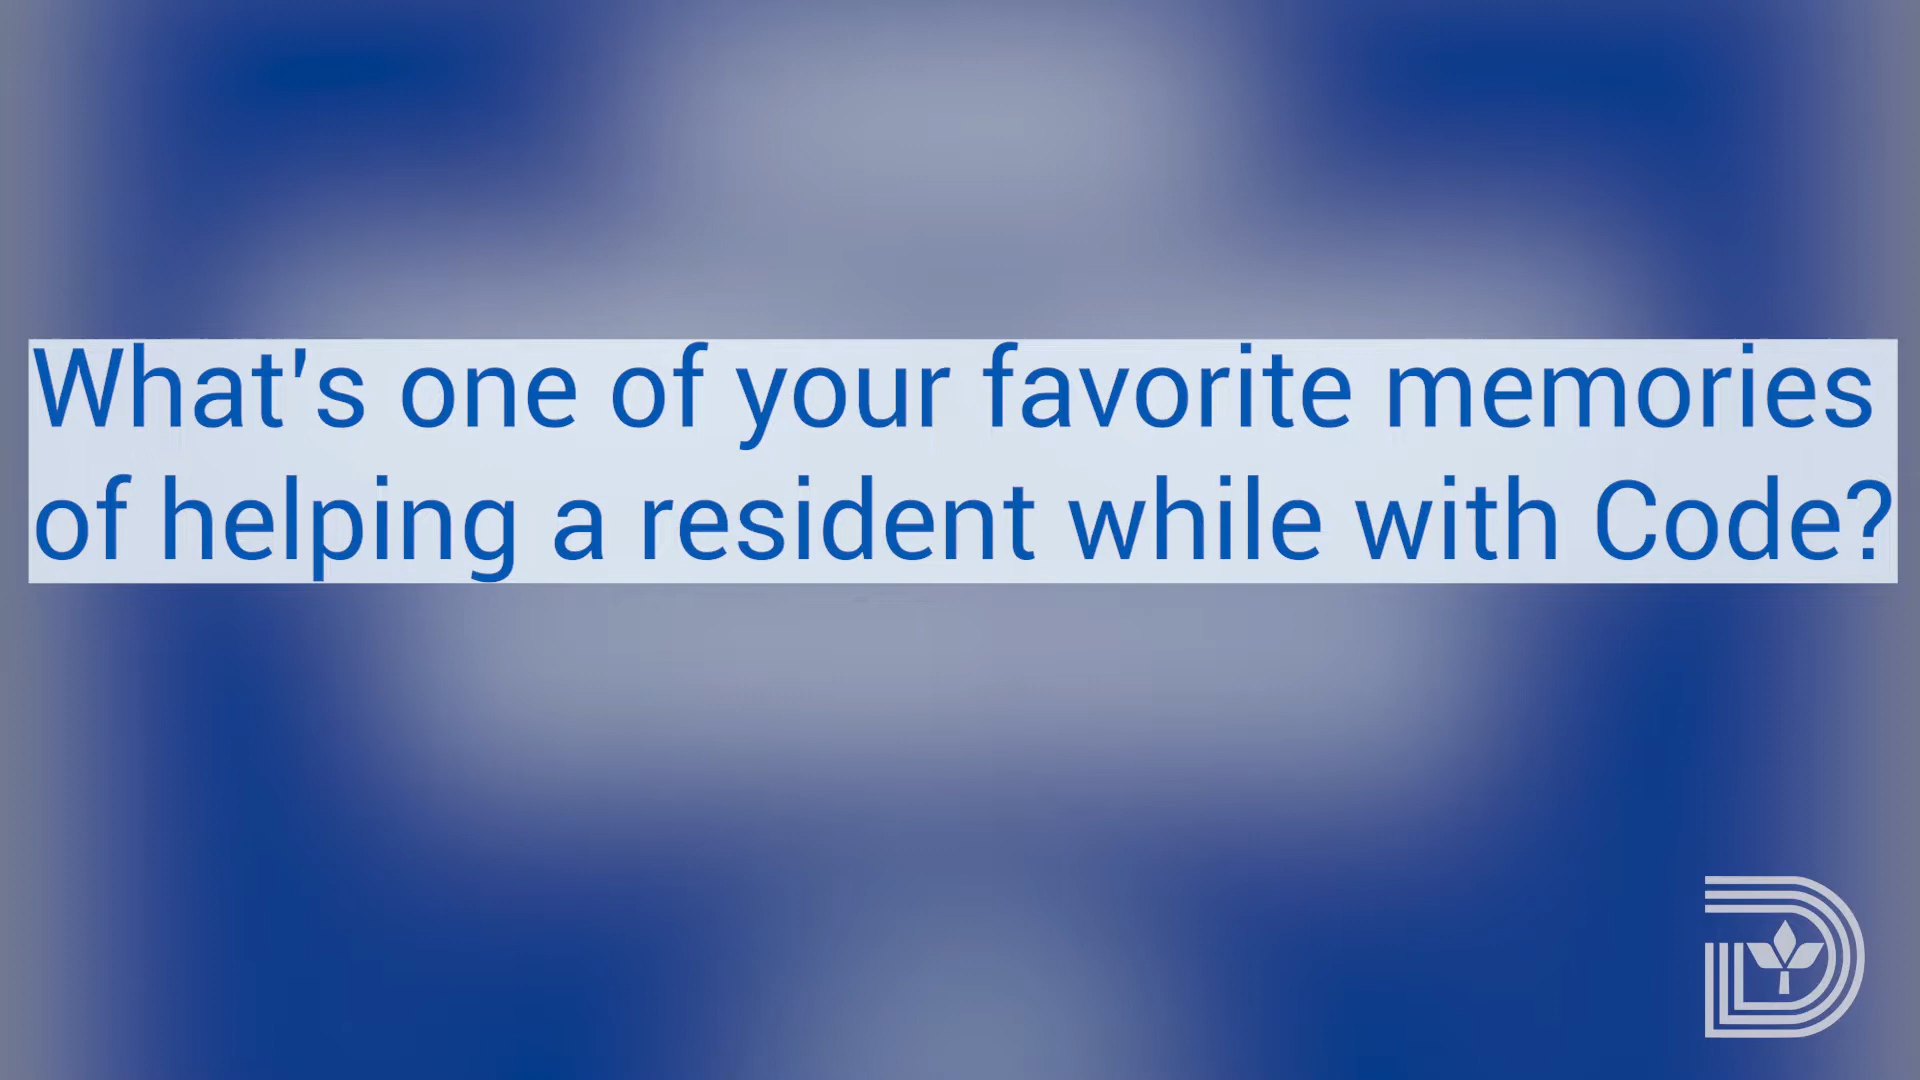 What's one of your favorite memories
of helping a resident while with Code?